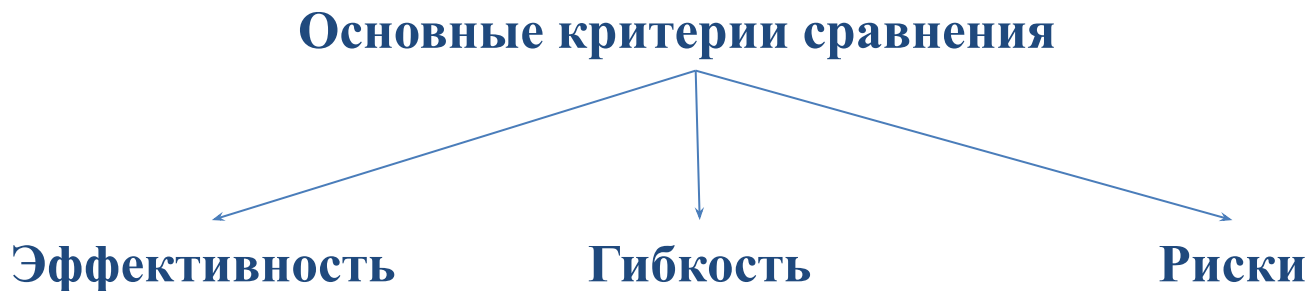 Основные критерии сравнения
Эффективность Гибкость Риски